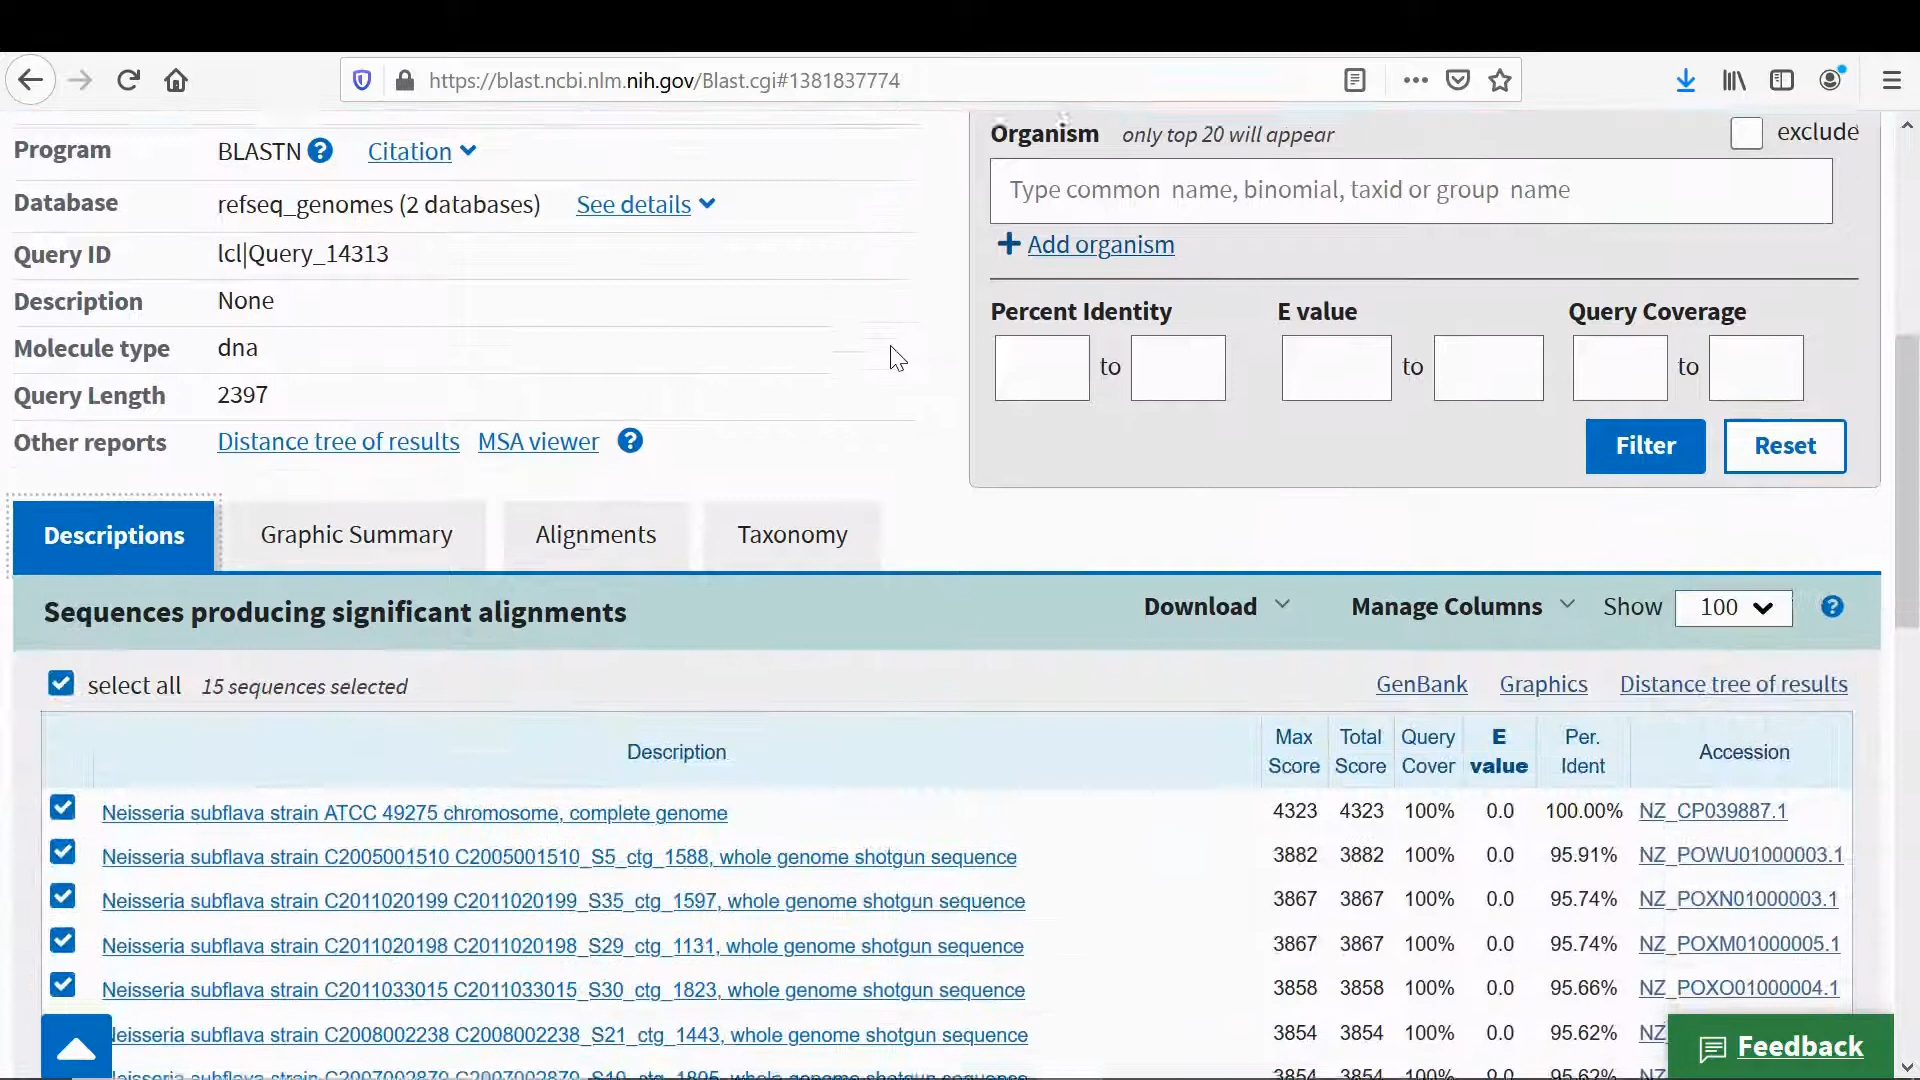 https://blast.ncbi.nlm.nih.gov/Blast.cgi#1381837774
Program BLASTN Citation
Database refseq_genomes (2 databases) See details
Query ID lcl|Query_14313
Description None
Molecule type dna
Query Length 2397
Other reports Distance tree of results MSA viewer
Organism only top 20 will appear exclude
Type common name, binomial, taxid or group name
Add organism
Percent Identity E value Query Coverage
to to to
Filter Reset
Descriptions Graphic Summary Alignments Taxonomy
Sequences producing significant alignments Download Manage Columns Show 100
select all 15 sequences selected GenBank Graphics Distance tree of results
Description Max Score Total Score Query Cover E value Per. Ident Accession
Neisseria subflava strain ATCC 49275 chromosome, complete genome 4323 4323 100% 0.0 100.00% NZ_CP039887.1
Neisseria subflava strain C2005001510 C2005001510_S5_ctg_1588, whole genome shotgun sequence 3882 3882 100% 0.0 95.91% NZ_POWU01000003.1
Neisseria subflava strain C2011020199 C2011020199_S35_ctg_1597, whole genome shotgun sequence 3867 3867 100% 0.0 95.74% NZ_POXN01000003.1
Neisseria subflava strain C2011020198 C2011020198_S29_ctg_1131, whole genome shotgun sequence 3867 3867 100% 0.0 95.74% NZ_POXM01000005.1
Neisseria subflava strain C2011033015 C2011033015_S30_ctg_1823, whole genome shotgun sequence 3858 3858 100% 0.0 95.66% NZ_POXO01000004.1
Neisseria subflava strain C2008002238 C2008002238_S21_ctg_1443, whole genome shotgun sequence 3854 3854 100% 0.0 95.62% NZ_
Feedback